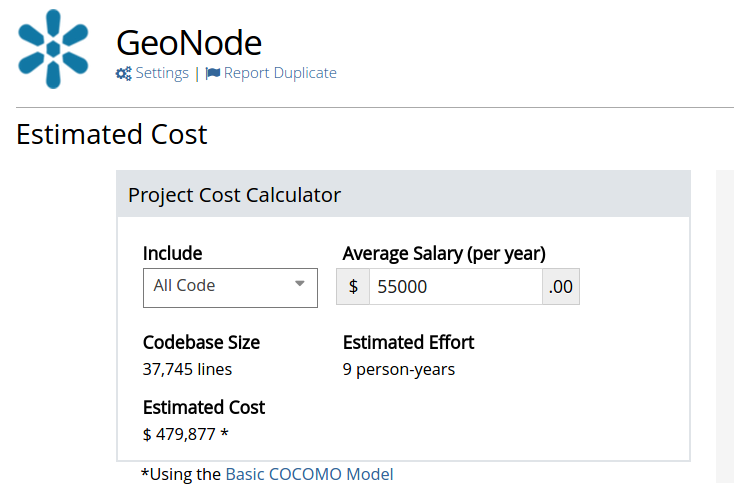 GeoNode
Settings | Report Duplicate
Estimated Cost
Project Cost Calculator
Include Average Salary (per year)
All Code $ 55000 .00
Codebase Size Estimated Effort
37,745 lines 9 person-years
Estimated Cost
$ 479,877 *
*Using the Basic COCOMO Model